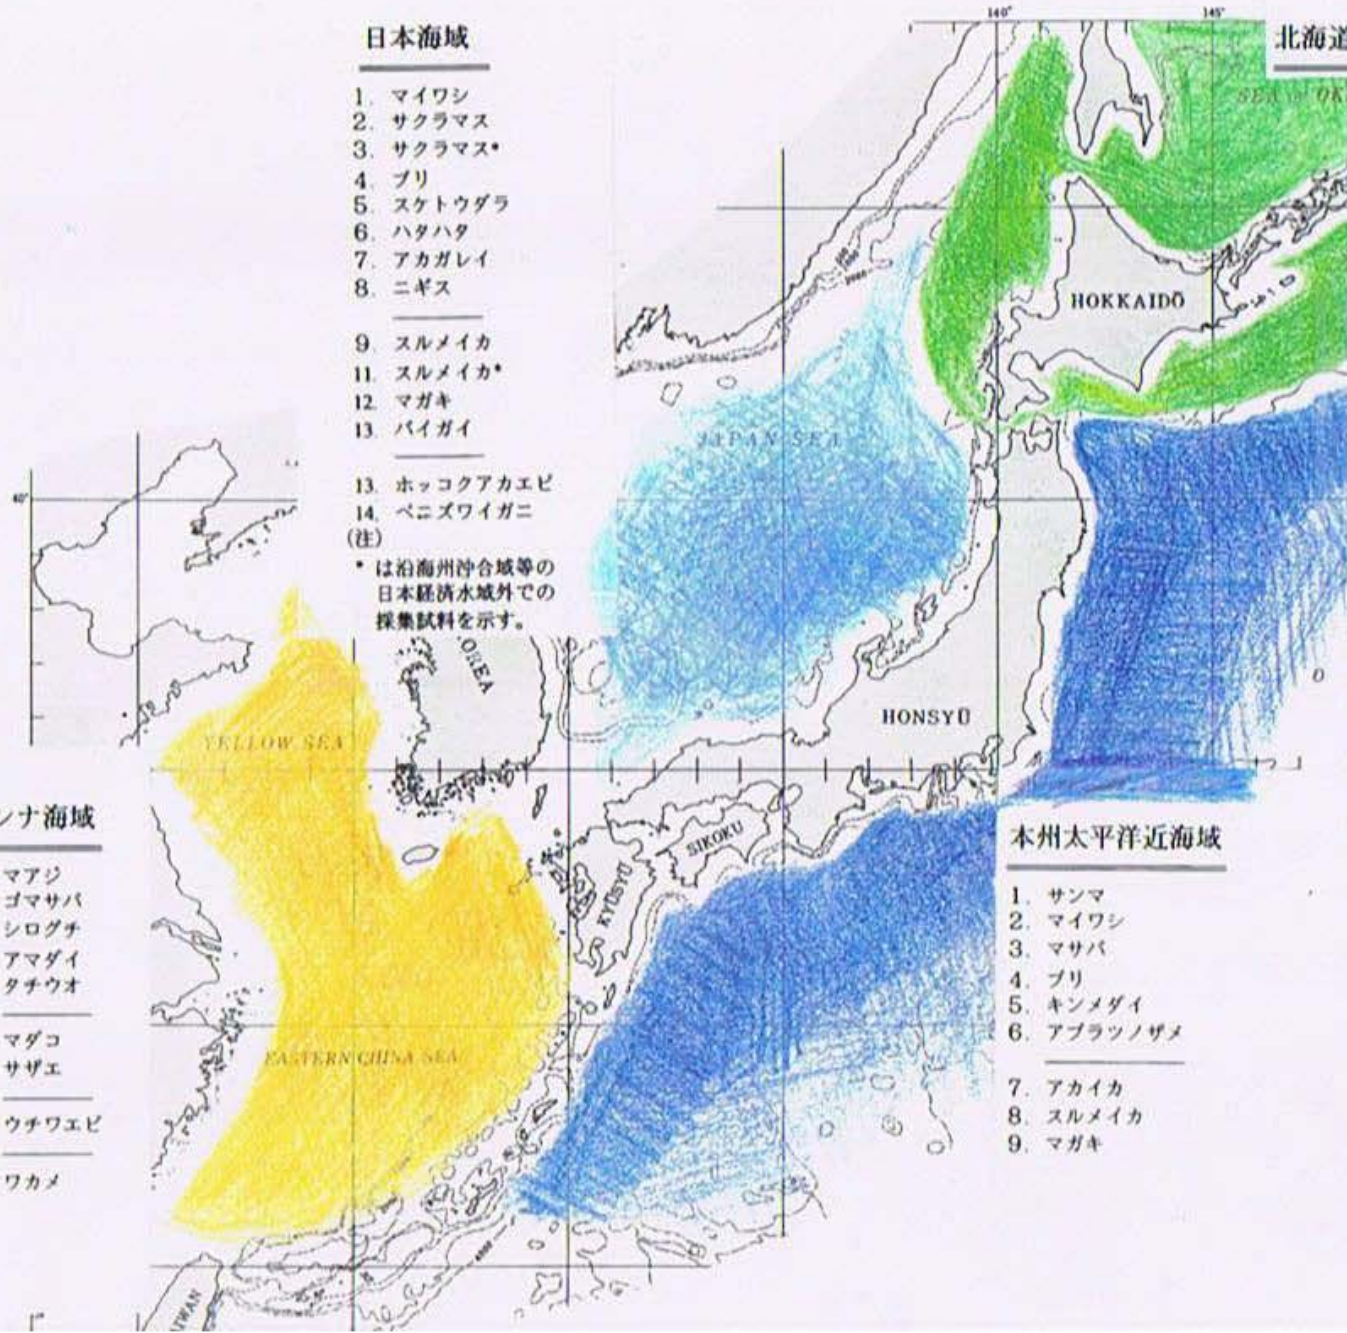 日本海域
1. マイワシ
2. サクラマス
3. サクラマス*
4. ブリ
5. スケトウダラ
6. ハタハタ
7. アカガレイ
8. ニギス
9. スルメイカ
11. スルメイカ*
12. マガキ
13. バイガイ
13. ホッコクアカエビ
14. ベニズワイガニ
(注)
* は沿海州沖合域等の
日本経済水域外での
採集試料を示す。
140°
145°
北海道
SEA OF OK
HOKKAIDŌ
JAPAN SEA
40°
OREA
HONSYŪ
YELLOW SEA
SIKOKU
KYŪSYŪ
EASTERN CHINA SEA
IWAN
ナ海域
マアジ
ゴマサバ
シログチ
アマダイ
タチウオ
マダコ
サザエ
ウチワエビ
ワカメ
本州太平洋近海域
1. サンマ
2. マイワシ
3. マサバ
4. ブリ
5. キンメダイ
6. アブラツノザメ
7. アカイカ
8. スルメイカ
9. マガキ